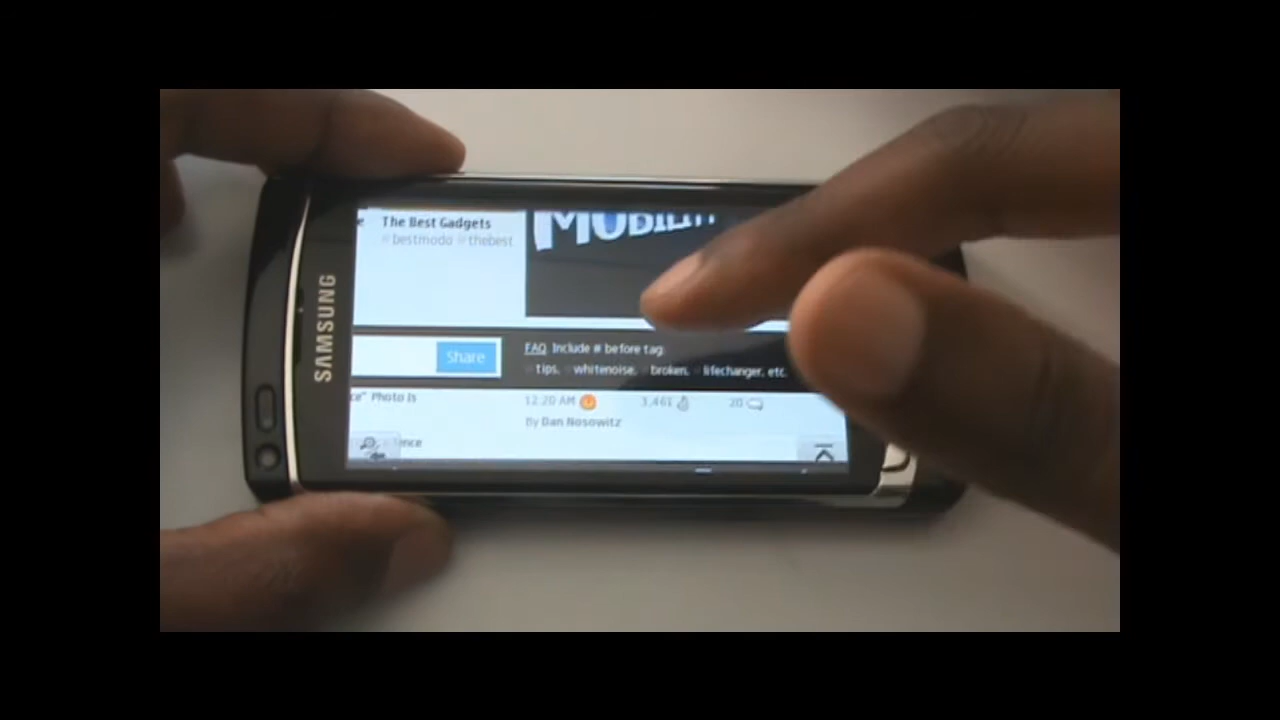 SAMSUNG
The Best Gadgets
#bestmodo #thebest
Share
FAQ Include # before tag:
tips, whitenoise, broken, lifechanger, etc.
Photo Is
12:20 AM 3,461 20
By Dan Nosowitz